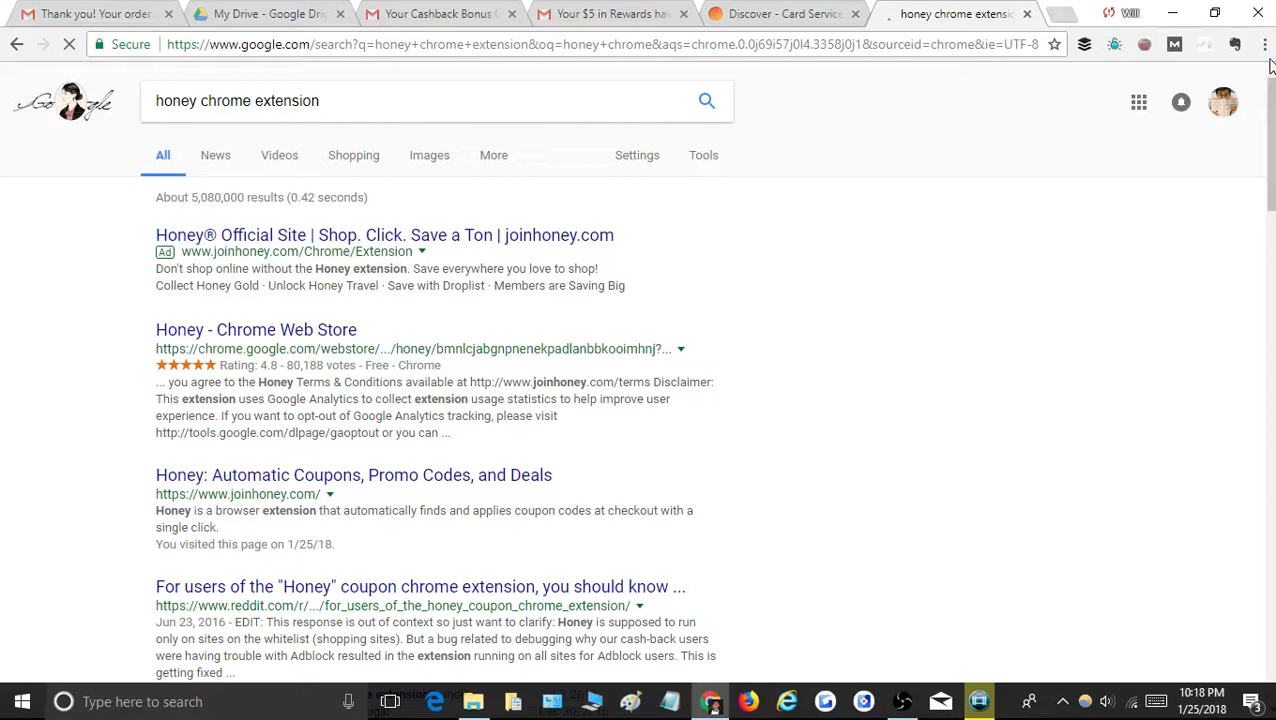 Thank you! Your order
My Drive - Google Dri
Your Cashback Bonus
Your $5 in Rewards ha
Discover - Card Service
honey chrome extensi
Will
Secure
https://www.google.com/search?q=honey+chrome+extension&oq=honey+chrome&aqs=chrome.0.0j69i57j0l4.3358j0j1&sourceid=chrome&ie=UTF-8
honey chrome extension
All News Videos Shopping Images More Settings Tools
About 5,080,000 results (0.42 seconds)
Honey® Official Site | Shop. Click. Save a Ton | joinhoney.com
Ad www.joinhoney.com/Chrome/Extension
Don't shop online without the Honey extension. Save everywhere you love to shop!
Collect Honey Gold · Unlock Honey Travel · Save with Droplist · Members are Saving Big
Honey - Chrome Web Store
https://chrome.google.com/webstore/.../honey/bmnlcjabgnpnenekpadlanbbkooimhnj?...
Rating: 4.8 - 80,188 votes - Free - Chrome
... you agree to the Honey Terms & Conditions available at http://www.joinhoney.com/terms Disclaimer:
This extension uses Google Analytics to collect extension usage statistics to help improve user
experience. If you want to opt-out of Google Analytics tracking, please visit
http://tools.google.com/dlpage/gaoptout or you can ...
Honey: Automatic Coupons, Promo Codes, and Deals
https://www.joinhoney.com/
Honey is a browser extension that automatically finds and applies coupon codes at checkout with a
single click.
You visited this page on 1/25/18.
For users of the "Honey" coupon chrome extension, you should know ...
https://www.reddit.com/r/.../for_users_of_the_honey_coupon_chrome_extension/
Jun 23, 2016 - EDIT: This response is out of context so just want to clarify: Honey is supposed to run
only on sites on the whitelist (shopping sites). But a bug related to debugging why our cash-back users
were having trouble with Adblock resulted in the extension running on all sites for Adblock users. This is
getting fixed ...
Type here to search
10:18 PM
1/25/2018
3